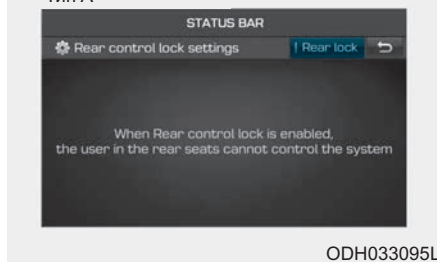 STATUS BAR
Rear control lock settings
! Rear lock
When Rear control lock is enabled,
the user in the rear seats cannot control the system
ODH033095L